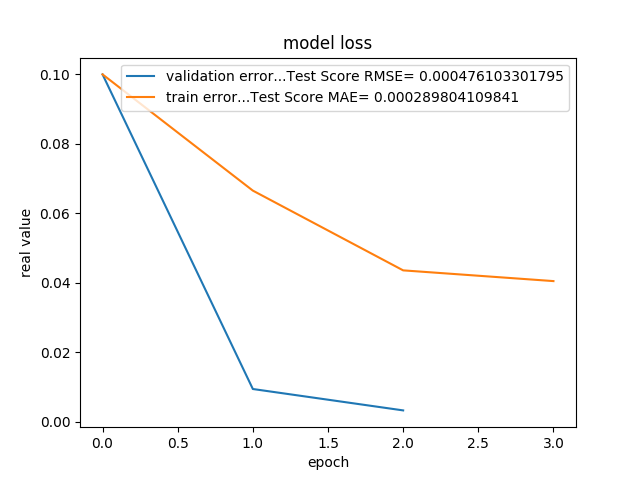 model loss
validation error...Test Score RMSE= 0.000476103301795
train error...Test Score MAE= 0.000289804109841
real value
0.10
0.08
0.06
0.04
0.02
0.00
0.0 0.5 1.0 1.5 2.0 2.5 3.0
epoch